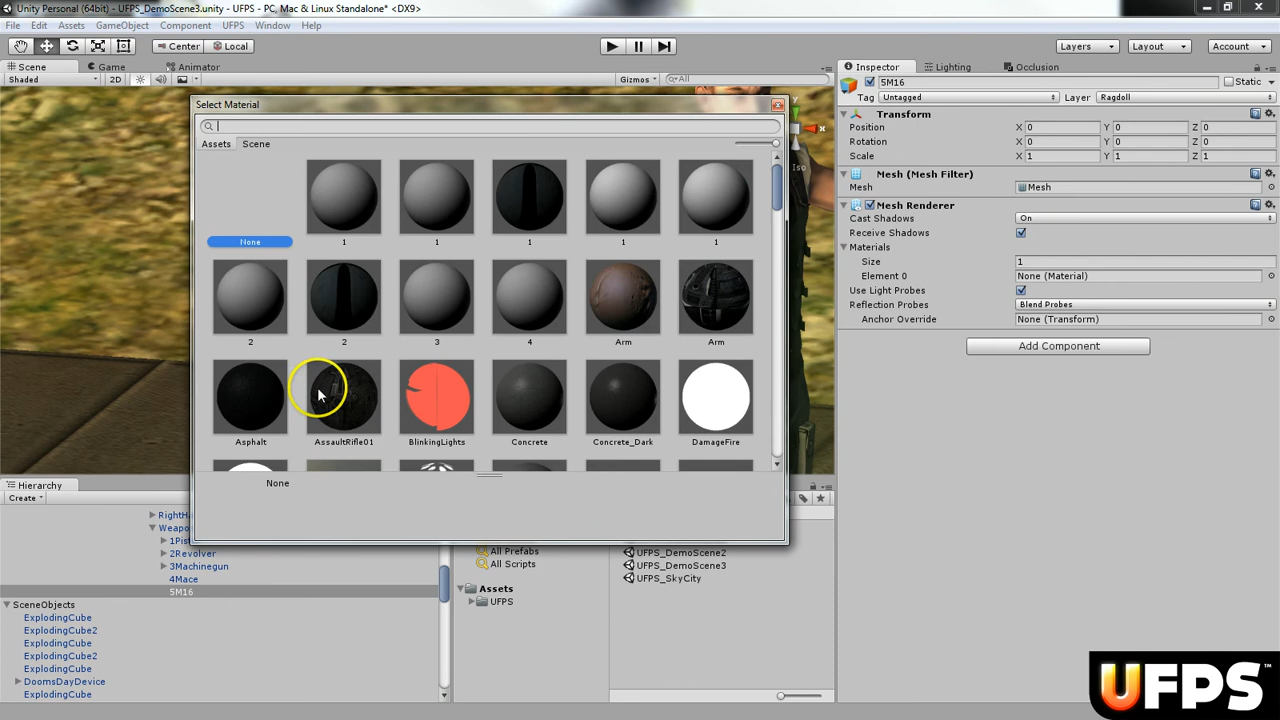 Unity Personal (64bit) - UFPS_DemoScene3.unity - UFPS - PC, Mac & Linux Standalone* <DX9>
File Edit Assets GameObject Component UFPS Window Help
Center Local Layers Layout Account
Scene Game Animator Inspector Lighting Occlusion
Shaded 2D Gizmos All 5M16 Static
Tag Untagged Layer Ragdoll
Select Material
Assets Scene
Iso
None 1 1 1 1 1
2 2 3 4 Arm Arm
Asphalt AssaultRifle01 BlinkingLights Concrete Concrete_Dark DamageFire
None
Transform
Position X 0 Y 0 Z 0
Rotation X 0 Y 0 Z 0
Scale X 1 Y 1 Z 1
Mesh (Mesh Filter)
Mesh Mesh
Mesh Renderer
Cast Shadows On
Receive Shadows
Materials
Size 1
Element 0 None (Material)
Use Light Probes
Reflection Probes Blend Probes
Anchor Override None (Transform)
Add Component
Hierarchy
Create
RightHa
Weapo
1Pist
2Revolver
3Machinegun
4Mace
5M16
SceneObjects
ExplodingCube
ExplodingCube2
ExplodingCube
ExplodingCube2
ExplodingCube
DoomsDayDevice
ExplodingCube
All Prefabs
All Scripts
Assets
UFPS
UFPS_DemoScene2
UFPS_DemoScene3
UFPS_SkyCity
UFPS™